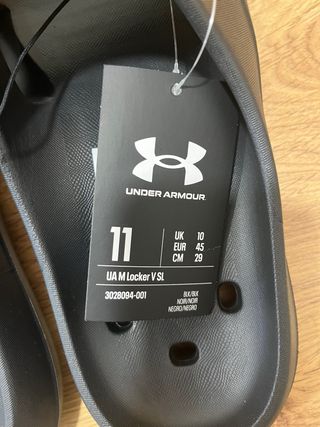 UNDER ARMOUR
11
UK 10
EUR 45
CM 29
UA M Locker V SL
3028094-001
BLK/BLK
NOIR/NOIR
NEGRO/NEGRO